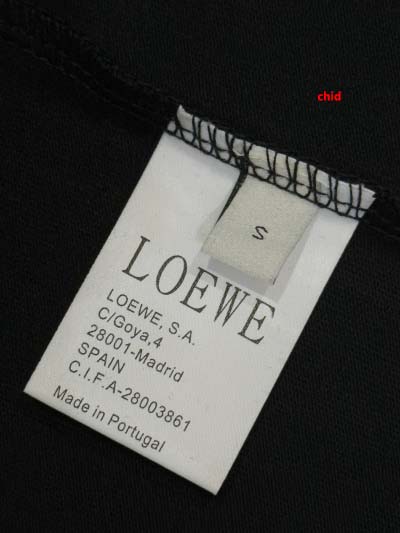 chid
S
LOEWE
LOEWE, S.A.
C/Goya,4
28001-Madrid
SPAIN
C.I.F.A-28003861
Made in Portugal